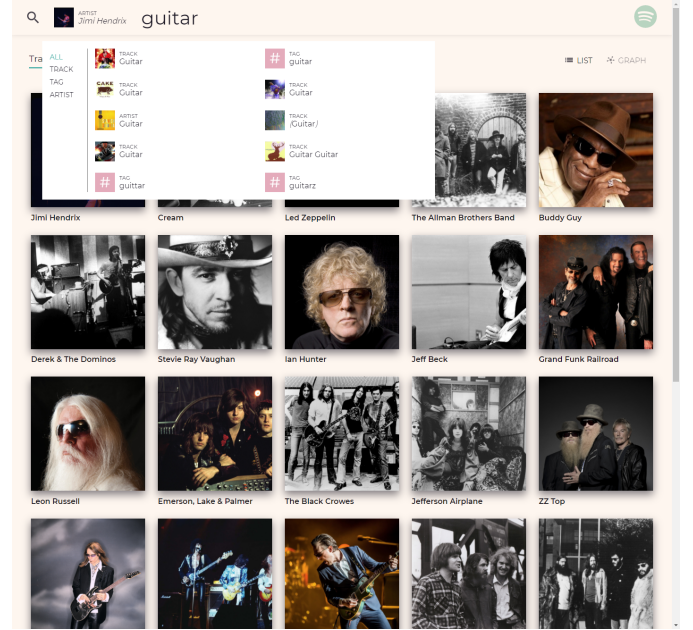 ARTIST
Jimi Hendrix
guitar
Tra
LIST
GRAPH
ALL
TRACK
TAG
ARTIST
TRACK
Guitar
TAG
guitar
TRACK
Guitar
TRACK
Guitar
ARTIST
Guitar
TRACK
(Guitar)
TRACK
Guitar
TRACK
Guitar Guitar
TAG
guittar
TAG
guitarz
CAKE
Jimi Hendrix
Cream
Led Zeppelin
The Allman Brothers Band
Buddy Guy
Derek & The Dominos
Stevie Ray Vaughan
Ian Hunter
Jeff Beck
Grand Funk Railroad
Leon Russell
Emerson, Lake & Palmer
The Black Crowes
Jefferson Airplane
ZZ Top